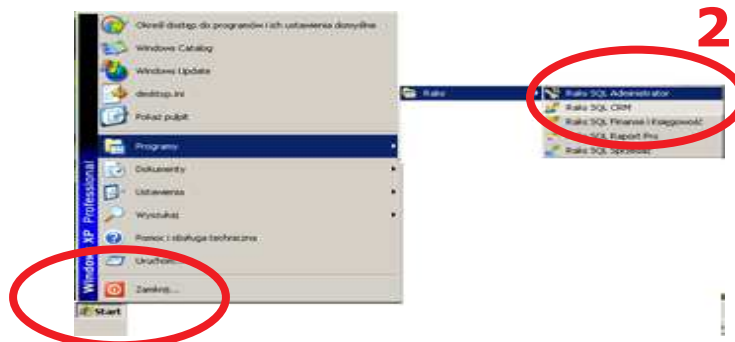 2
Określ dostęp do programów i ich ustawienia domyślne
Windows Catalog
Windows Update
desktop.ini
Pokaż pulpit
Programy
Dokumenty
Ustawienia
Wyszukaj
Pomoc i obsługa techniczna
Uruchom...
Zamknij...
Start
Windows XP Professional
Raks
Raks SQL Administrator
Raks SQL CRM
Raks SQL Finanse i Księgowość
Raks SQL Raport Pro
Raks SQL Sprzedaż